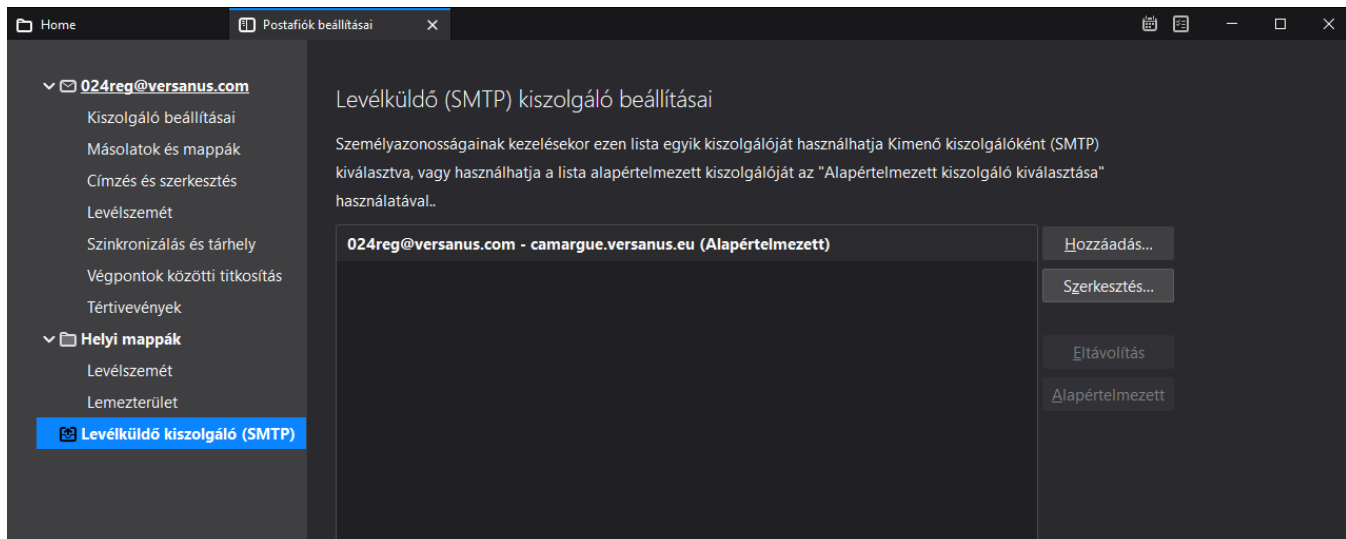 Home
Postafiók beállításai
024reg@versanus.com
Kiszolgáló beállításai
Másolatok és mappák
Címzés és szerkesztés
Levélszemét
Szinkronizálás és tárhely
Végpontok közötti titkosítás
Tértivevények
Helyi mappák
Levélszemét
Lemezterület
Levélküldő kiszolgáló (SMTP)
Levélküldő (SMTP) kiszolgáló beállításai
Személyazonosságainak kezelésekor ezen lista egyik kiszolgálóját használhatja Kimenő kiszolgálóként (SMTP)
kiválasztva, vagy használhatja a lista alapértelmezett kiszolgálóját az "Alapértelmezett kiszolgáló kiválasztása"
használatával..
024reg@versanus.com - camargue.versanus.eu (Alapértelmezett)
Hozzáadás...
Szerkesztés...
Eltávolítás
Alapértelmezett